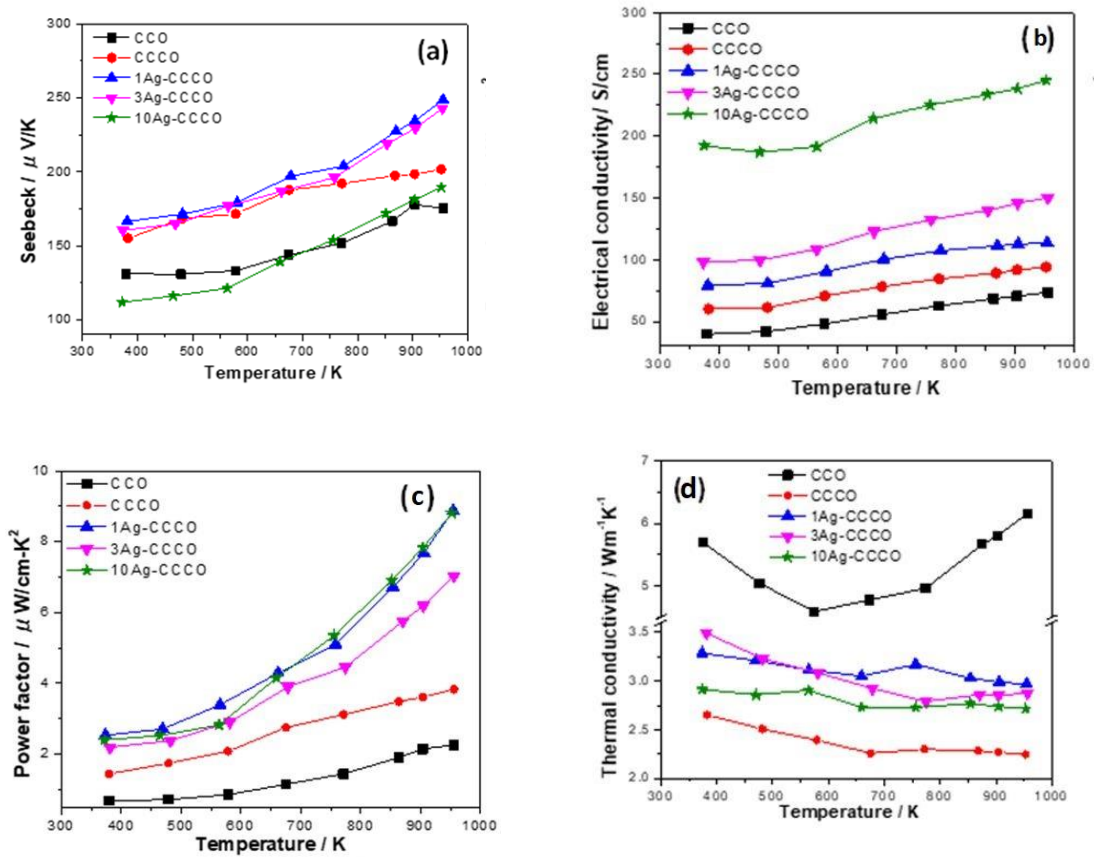 300
250
200
150
100
Seebeck / μV/K
CCO
CCCO
1Ag-CCCO
3Ag-CCCO
10Ag-CCCO
(a)
300 400 500 600 700 800 900 1000
Temperature / K
300
250
200
150
100
50
Electrical conductivity/ S/cm
CCO
CCCO
1Ag-CCCO
3Ag-CCCO
10Ag-CCCO
(b)
300 400 500 600 700 800 900 1000
Temperature / K
10
8
6
4
2
Power factor / μW/cm-K²
CCO
CCCO
1Ag-CCCO
3Ag-CCCO
10Ag-CCCO
(c)
300 400 500 600 700 800 900 1000
Temperature / K
7
6
5
3.5
3.0
2.5
2.0
Thermal conductivity / Wm⁻¹K⁻¹
CCO
CCCO
1Ag-CCCO
3Ag-CCCO
10Ag-CCCO
(d)
300 400 500 600 700 800 900 1000
Temperature / K